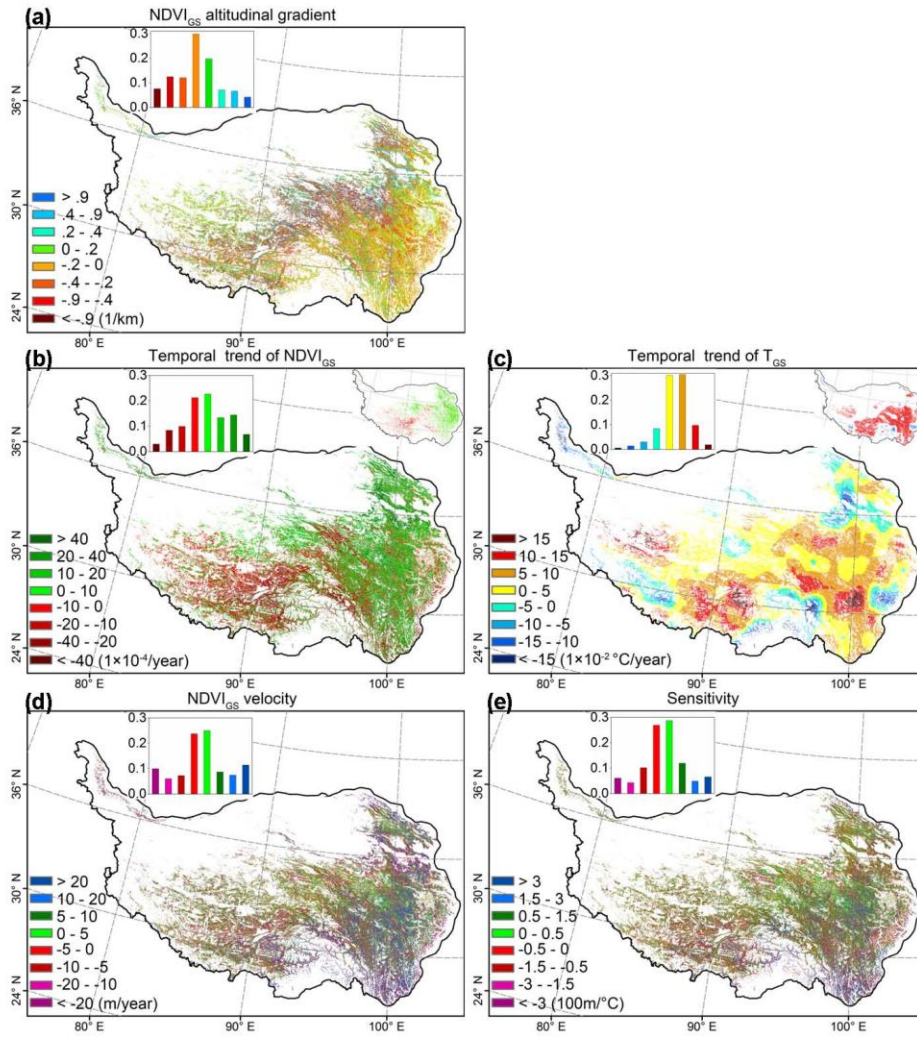 (a)
NDVIGS altitudinal gradient
0.3
0.2
0.1
0.0
36° N
30° N
24° N
> .9
.4 - .9
.2 - .4
0 - .2
-.2 - 0
-.4 - -.2
-.9 - -.4
< -.9 (1/km)
80° E
90° E
100° E
(b)
Temporal trend of NDVIGS
0.3
0.2
0.1
0.0
36° N
30° N
24° N
> 40
20 - 40
10 - 20
0 - 10
-10 - 0
-20 - -10
-40 - -20
< -40 (1×10-4/year)
80° E
90° E
100° E
(c)
Temporal trend of TGS
0.3
0.2
0.1
0.0
36° N
30° N
24° N
> 15
10 - 15
5 - 10
0 - 5
-5 - 0
-10 - -5
-15 - -10
< -15 (1×10-2 °C/year)
80° E
90° E
100° E
(d)
NDVIGS velocity
0.3
0.2
0.1
0.0
36° N
30° N
24° N
> 20
10 - 20
5 - 10
0 - 5
-5 - 0
-10 - -5
-20 - -10
< -20 (m/year)
80° E
90° E
100° E
(e)
Sensitivity
0.3
0.2
0.1
0.0
36° N
30° N
24° N
> 3
1.5 - 3
0.5 - 1.5
0 - 0.5
-0.5 - 0
-1.5 - -0.5
-3 - -1.5
< -3 (100m/°C)
80° E
90° E
100° E